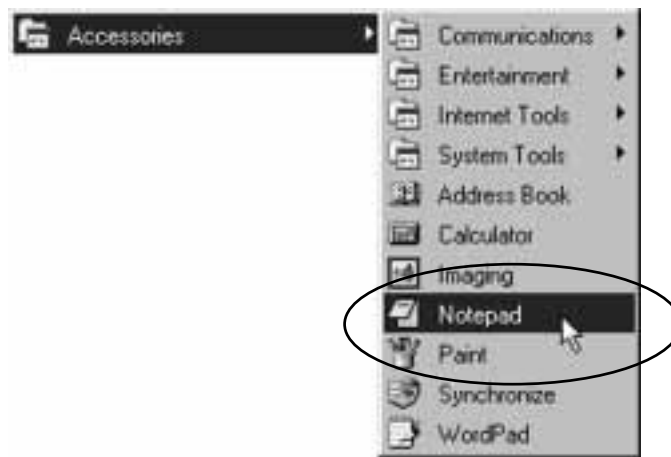 Accessories
Communications
Entertainment
Internet Tools
System Tools
Address Book
Calculator
Imaging
Notepad
Paint
Synchronize
WordPad